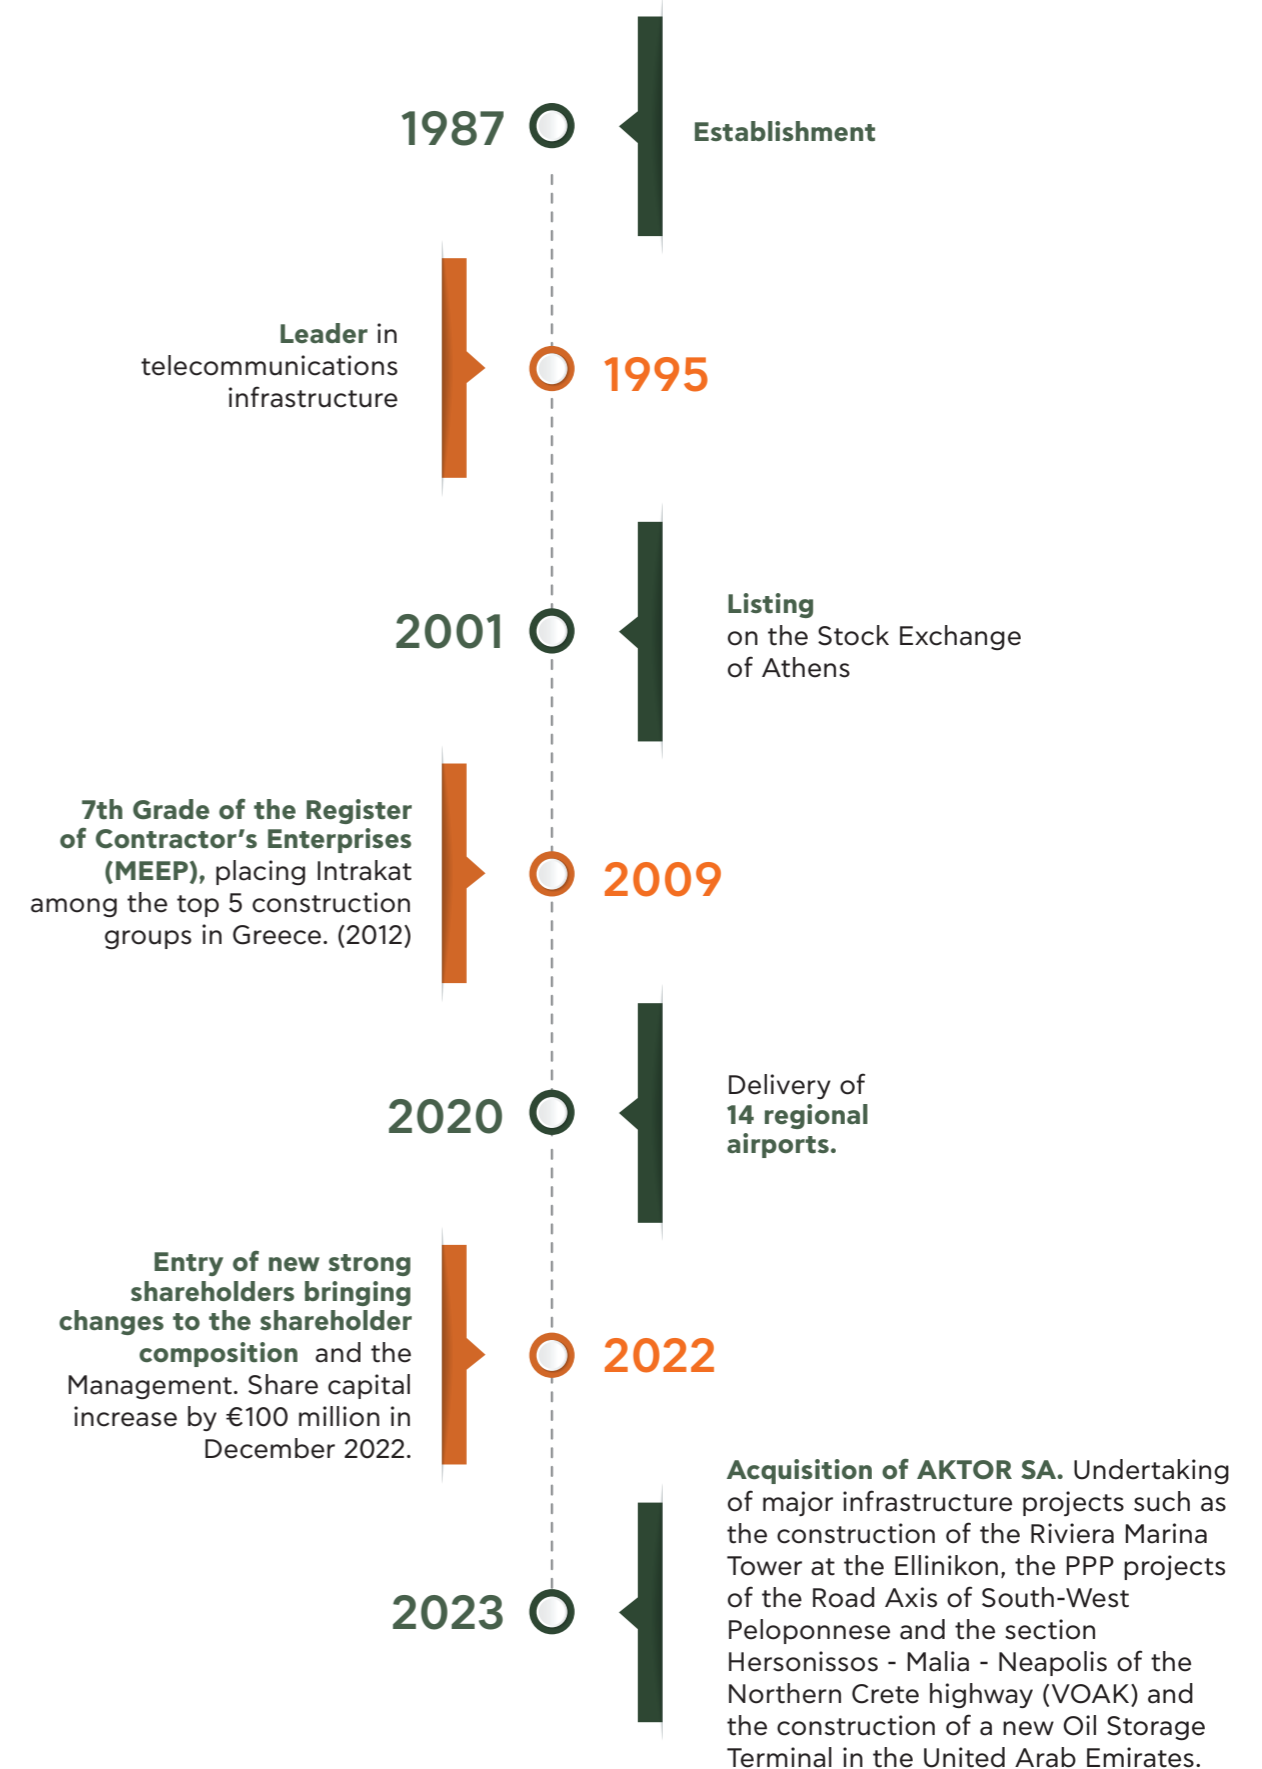 1987
Establishment
Leader in
telecommunications
infrastructure
1995
2001
Listing
on the Stock Exchange
of Athens
7th Grade of the Register
of Contractor’s Enterprises
(MEEP), placing Intrakat
among the top 5 construction
groups in Greece. (2012)
2009
2020
Delivery of
14 regional
airports.
Entry of new strong
shareholders bringing
changes to the shareholder
composition and the
Management. Share capital
increase by €100 million in
December 2022.
2022
2023
Acquisition of AKTOR SA. Undertaking
of major infrastructure projects such as
the construction of the Riviera Marina
Tower at the Ellinikon, the PPP projects
of the Road Axis of South-West
Peloponnese and the section
Hersonissos - Malia - Neapolis of the
Northern Crete highway (VOAK) and
the construction of a new Oil Storage
Terminal in the United Arab Emirates.